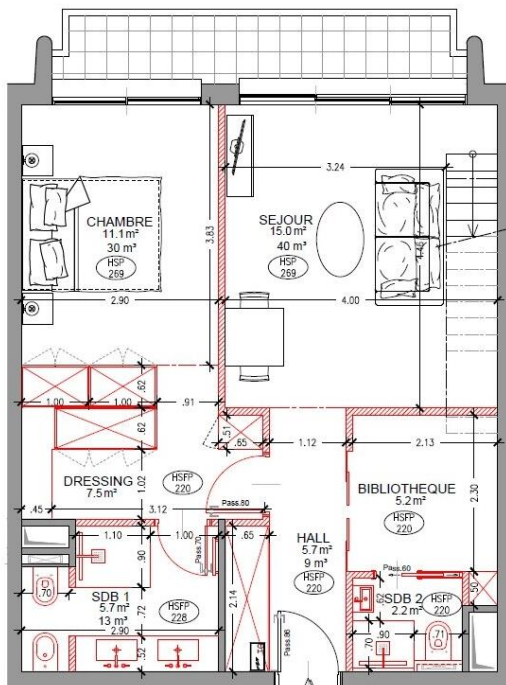 3.24
CHAMBRE
11.1m²
30 m³
HSP
269
3.83
SEJOUR
15.0m²
40 m³
HSP
269
4.46
2.90
4.00
1.00
1.00
.62
.91
.62
.51
.65
1.12
2.13
DRESSING
7.5m²
1.02
HSFP
220
Pass.80
BIBLIOTHEQUE
5.2m²
HSFP
220
2.30
.45
3.12
1.10
1.00
.65
.90
Pass.70
HALL
5.7m²
9 m³
HSFP
220
Pass.60
.50
.70
SDB 1
5.7m²
13 m³
.72
HSFP
228
2.14
SDB 2
2.2m²
HSFP
220
2.90
.52
Pass.86
.70
.90
.71